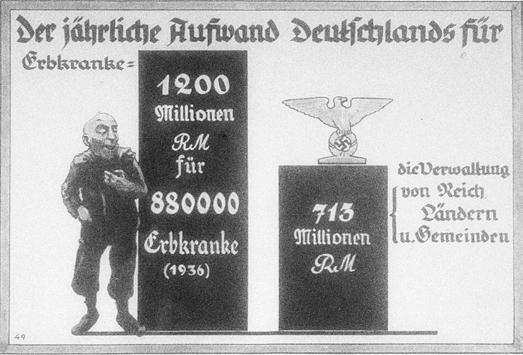 Der jährliche Aufwand Deutschlands für
Erbkranke=
1200
Millionen
RM
für
880000
Erbkranke
(1936)
713
Millionen
RM
die Verwaltung
von Reich
Ländern
u. Gemeinden
49